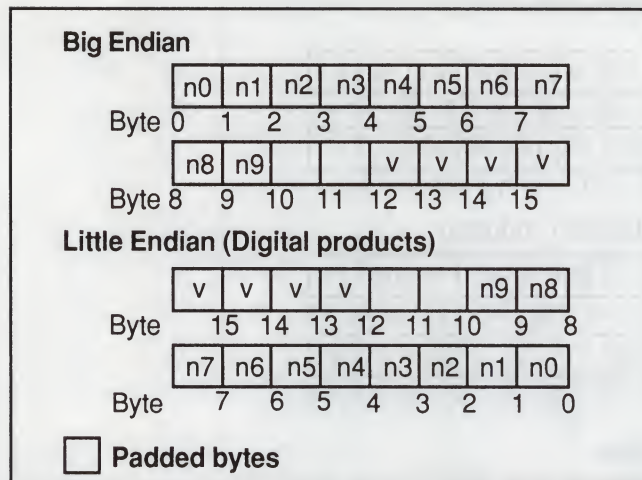 Big Endian
n0 n1 n2 n3 n4 n5 n6 n7
Byte 0 1 2 3 4 5 6 7
n8 n9 v v v v
Byte 8 9 10 11 12 13 14 15
Little Endian (Digital products)
v v v v n9 n8
Byte 15 14 13 12 11 10 9 8
n7 n6 n5 n4 n3 n2 n1 n0
Byte 7 6 5 4 3 2 1 0
Padded bytes